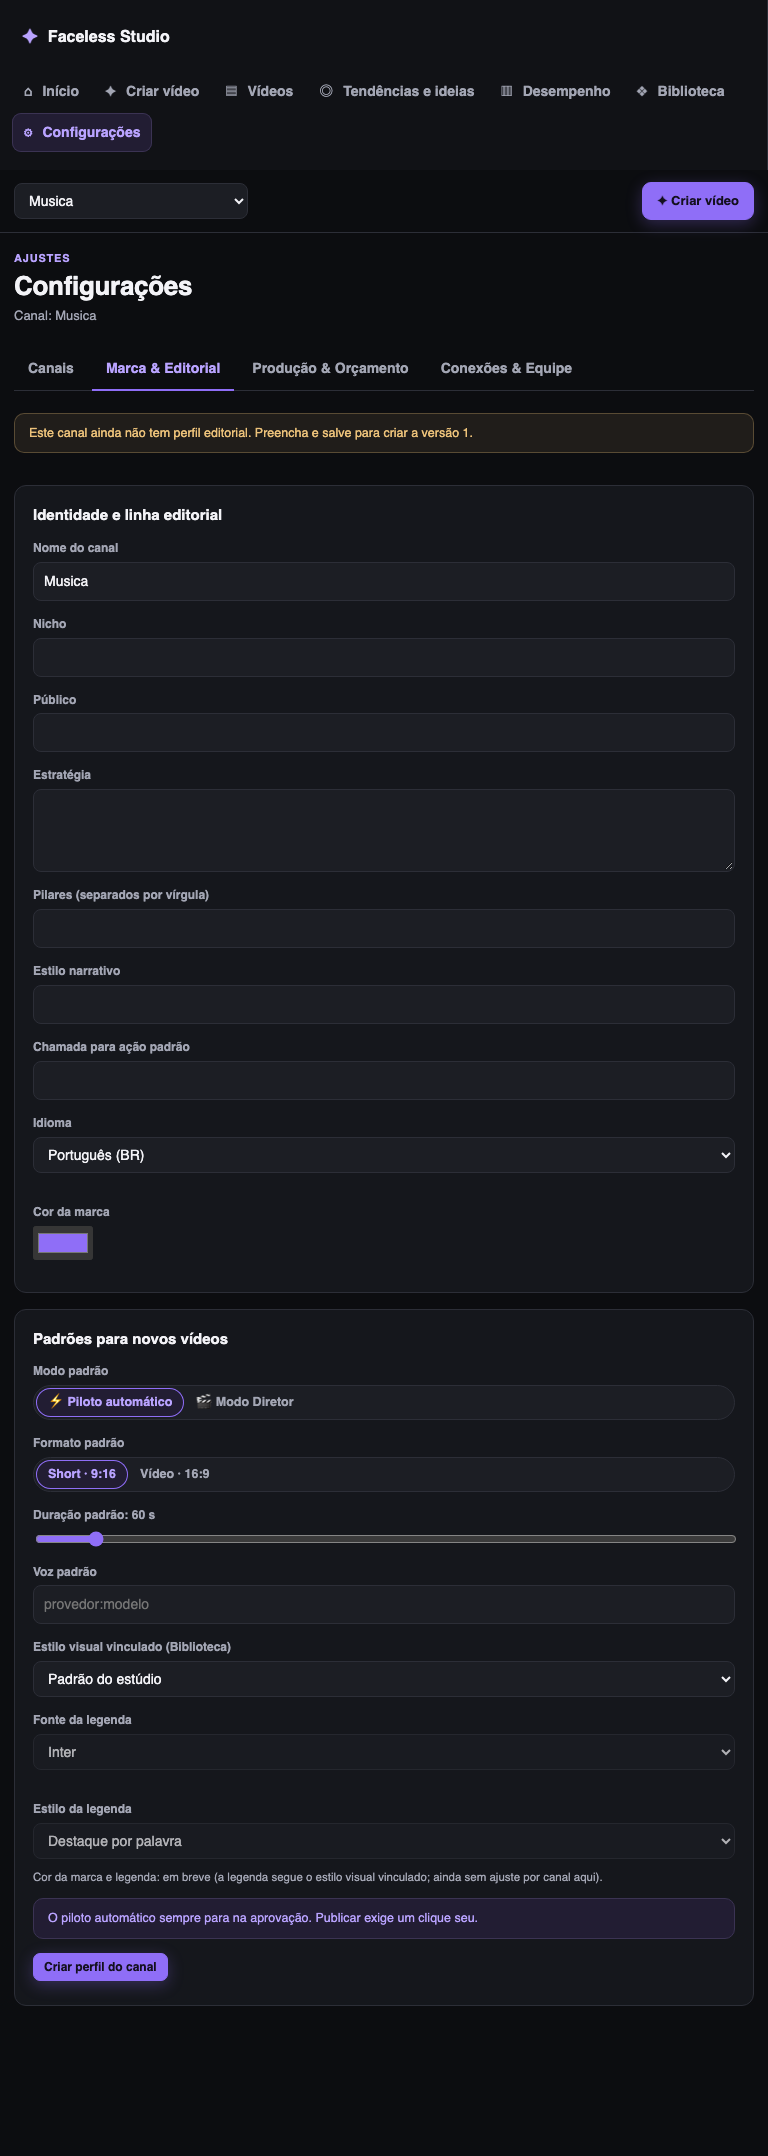 Faceless Studio
Início
Criar vídeo
Vídeos
Tendências e ideias
Desempenho
Biblioteca
Configurações
Musica
Criar vídeo
AJUSTES
Configurações
Canal: Musica
Canais
Marca & Editorial
Produção & Orçamento
Conexões & Equipe
Este canal ainda não tem perfil editorial. Preencha e salve para criar a versão 1.
Identidade e linha editorial
Nome do canal
Musica
Nicho
Público
Estratégia
Pilares (separados por vírgula)
Estilo narrativo
Chamada para ação padrão
Idioma
Português (BR)
Cor da marca
Padrões para novos vídeos
Modo padrão
Piloto automático
Modo Diretor
Formato padrão
Short · 9:16
Vídeo · 16:9
Duração padrão: 60 s
Voz padrão
provedor:modelo
Estilo visual vinculado (Biblioteca)
Padrão do estúdio
Fonte da legenda
Inter
Estilo da legenda
Destaque por palavra
Cor da marca e legenda: em breve (a legenda segue o estilo visual vinculado; ainda sem ajuste por canal aqui).
O piloto automático sempre para na aprovação. Publicar exige um clique seu.
Criar perfil do canal